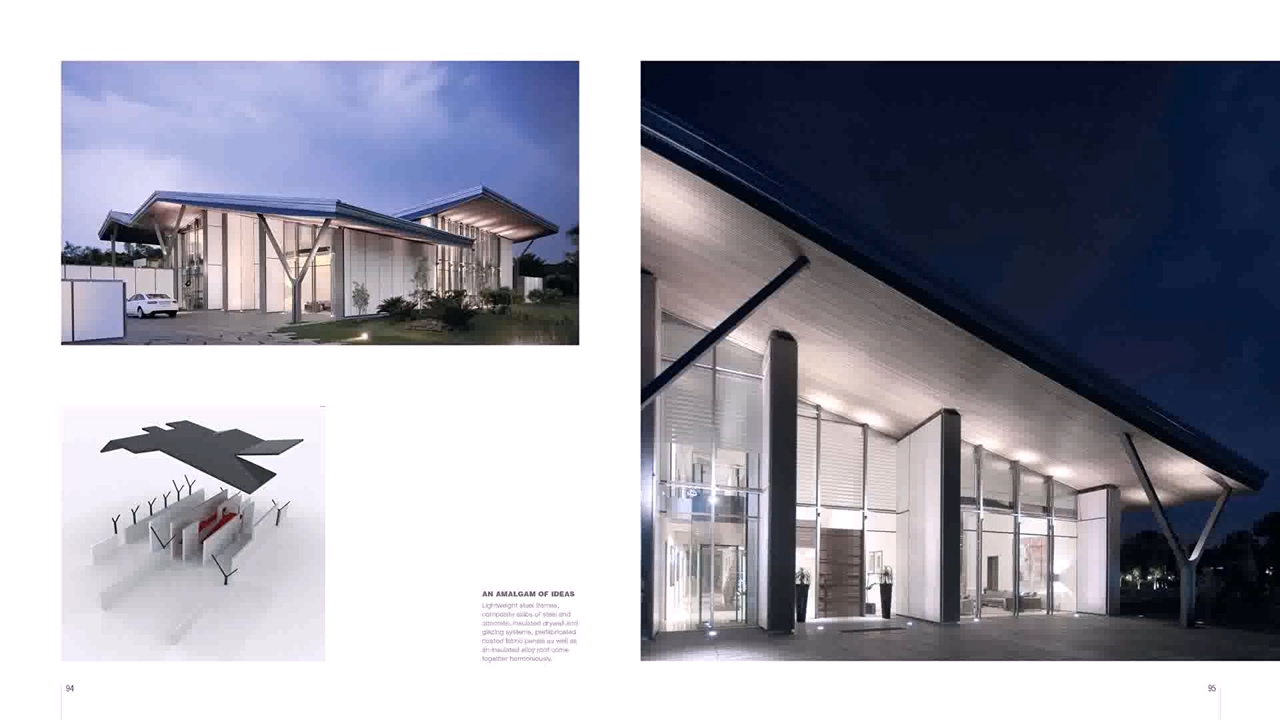 AN AMALGAM OF IDEAS
Lightweight steel frames,
composite slabs of steel and
concrete, insulated drywall and
glazing systems, prefabricated
coated fabric panels as well as
an insulated alloy roof come
together harmoniously.
94
95